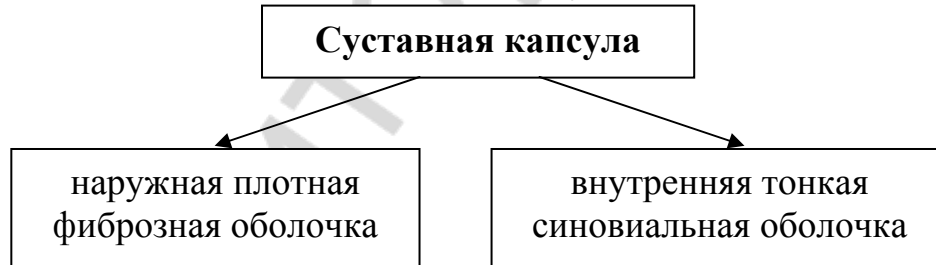 Суставная капсула
наружная плотная
фиброзная оболочка
внутренняя тонкая
синовиальная оболочка